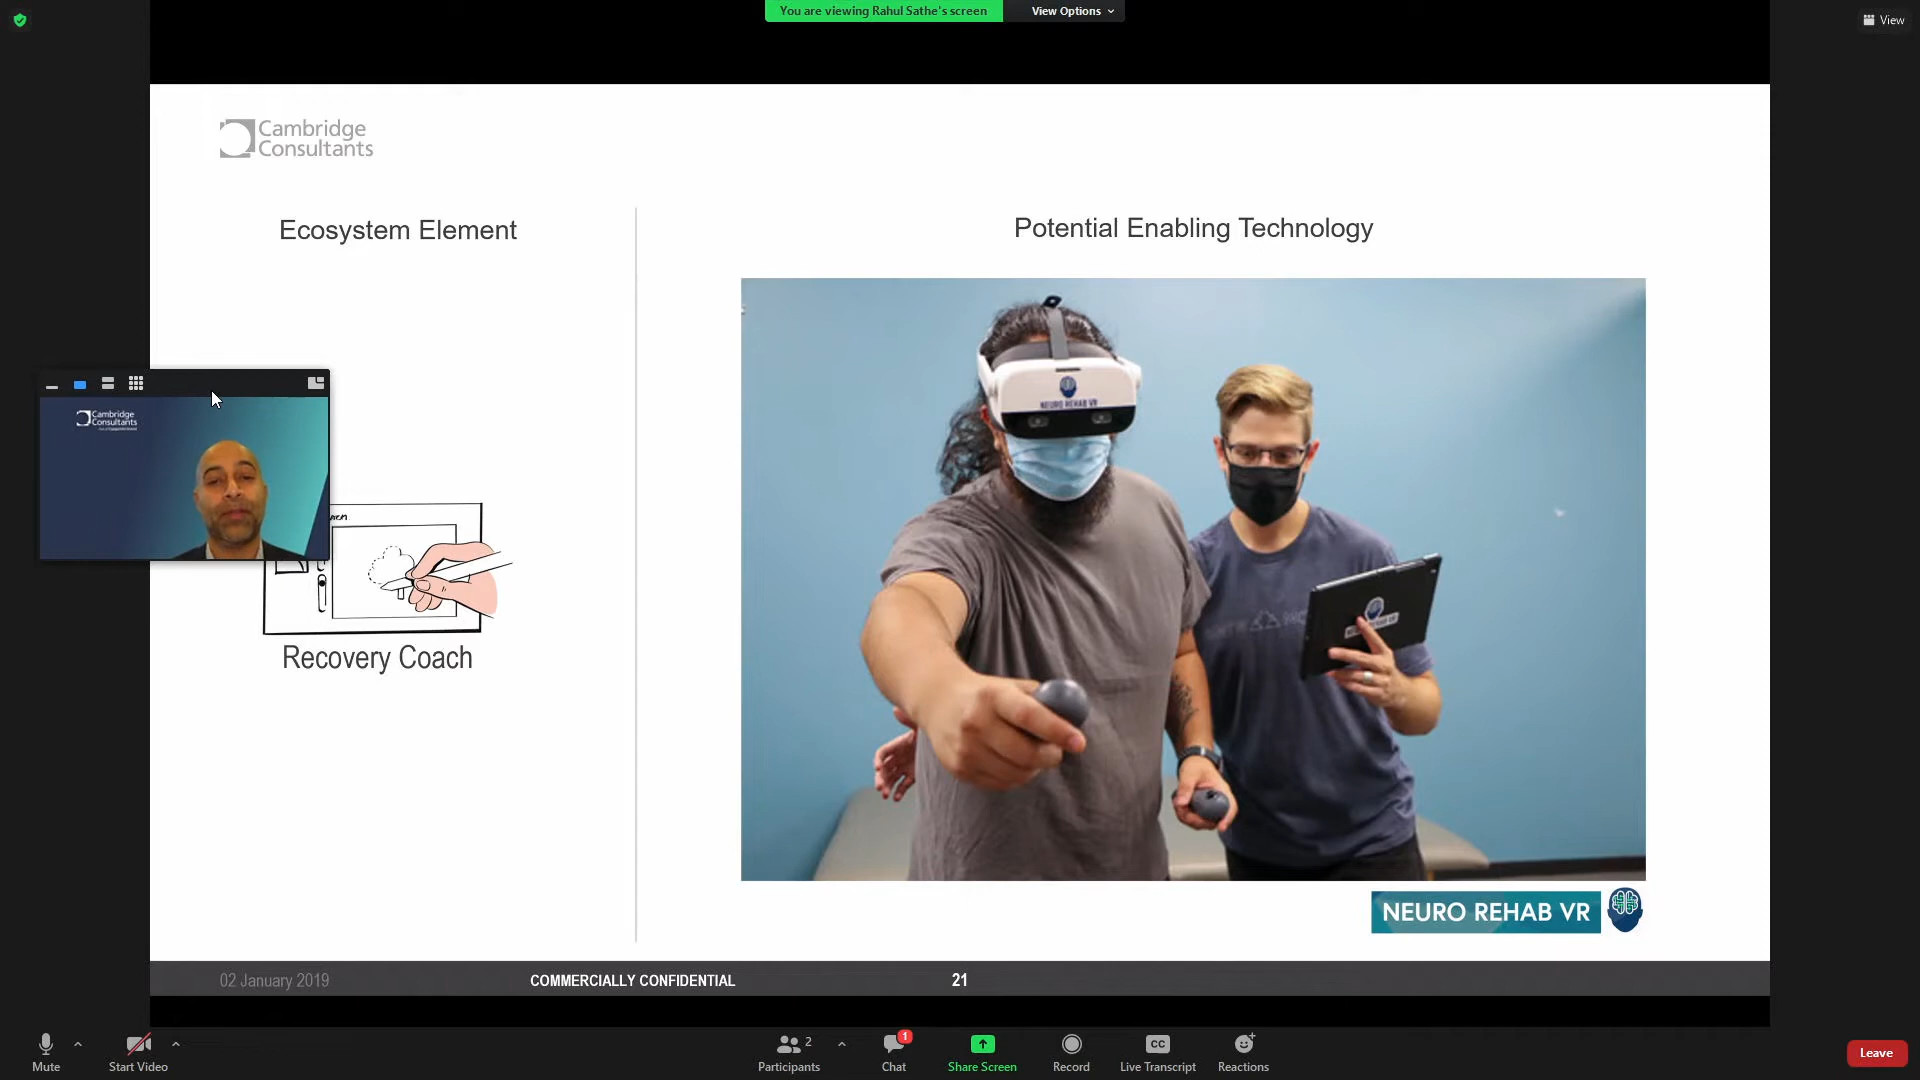 You are viewing Rahul Sathe's screen
View Options
View
Cambridge
Consultants
Ecosystem Element
Potential Enabling Technology
Cambridge
Consultants
NEURO REHAB VR
Recovery Coach
NEURO REHAB VR
02 January 2019
COMMERCIALLY CONFIDENTIAL
21
Mute
Start Video
2
Participants
1
Chat
Share Screen
Record
CC
Live Transcript
Reactions
Leave